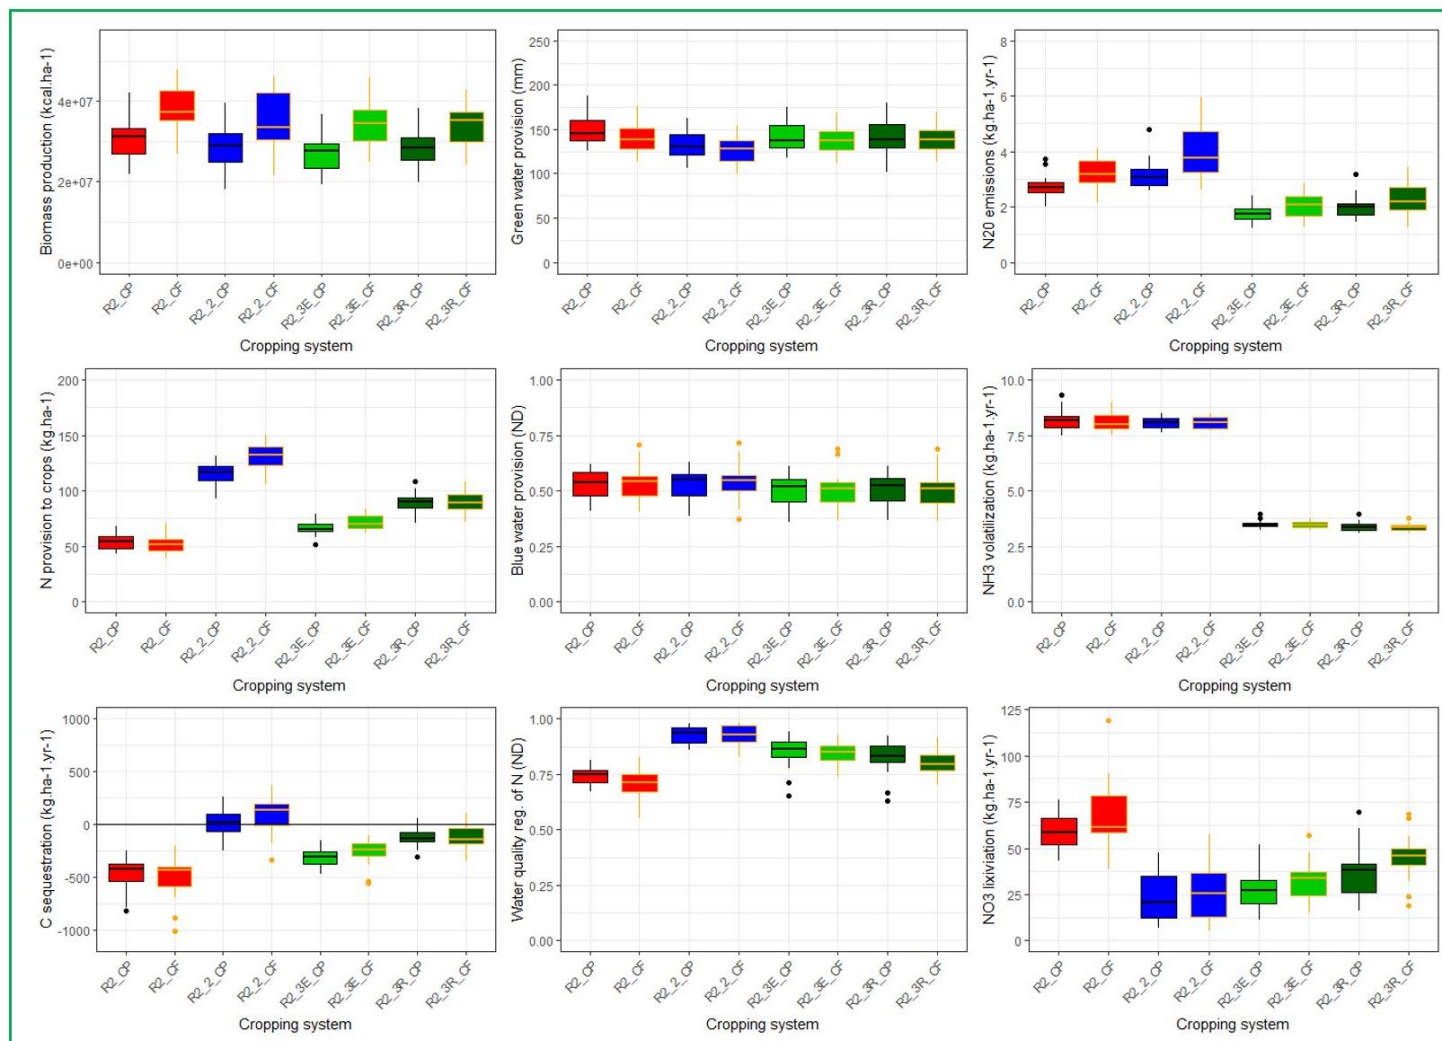 Biomass production (kcal.ha-1)
4e+07
2e+07
0e+00
R2_CP
R2_CF
R2_2_CP
R2_2_CF
R2_3E_CP
R2_3E_CF
R2_3R_CP
R2_3R_CF
Cropping system
Green water provision (mm)
250
200
150
100
50
0
R2_CP
R2_CF
R2_2_CP
R2_2_CF
R2_3E_CP
R2_3E_CF
R2_3R_CP
R2_3R_CF
Cropping system
N20 emissions (kg.ha-1.yr-1)
8
6
4
2
0
R2_CP
R2_CF
R2_2_CP
R2_2_CF
R2_3E_CP
R2_3E_CF
R2_3R_CP
R2_3R_CF
Cropping system
N provision to crops (kg.ha-1)
200
150
100
50
0
R2_CP
R2_CF
R2_2_CP
R2_2_CF
R2_3E_CP
R2_3E_CF
R2_3R_CP
R2_3R_CF
Cropping system
Blue water provision (ND)
1.00
0.75
0.50
0.25
0.00
R2_CP
R2_CF
R2_2_CP
R2_2_CF
R2_3E_CP
R2_3E_CF
R2_3R_CP
R2_3R_CF
Cropping system
NH3 volatilization (kg.ha-1.yr-1)
10.0
7.5
5.0
2.5
0.0
R2_CP
R2_CF
R2_2_CP
R2_2_CF
R2_3E_CP
R2_3E_CF
R2_3R_CP
R2_3R_CF
Cropping system
C sequestration (kg.ha-1.yr-1)
1000
500
0
-500
-1000
R2_CP
R2_CF
R2_2_CP
R2_2_CF
R2_3E_CP
R2_3E_CF
R2_3R_CP
R2_3R_CF
Cropping system
Water quality reg. of N (ND)
1.00
0.75
0.50
0.25
0.00
R2_CP
R2_CF
R2_2_CP
R2_2_CF
R2_3E_CP
R2_3E_CF
R2_3R_CP
R2_3R_CF
Cropping system
NO3 lixiviation (kg.ha-1.yr-1)
125
100
75
50
25
0
R2_CP
R2_CF
R2_2_CP
R2_2_CF
R2_3E_CP
R2_3E_CF
R2_3R_CP
R2_3R_CF
Cropping system